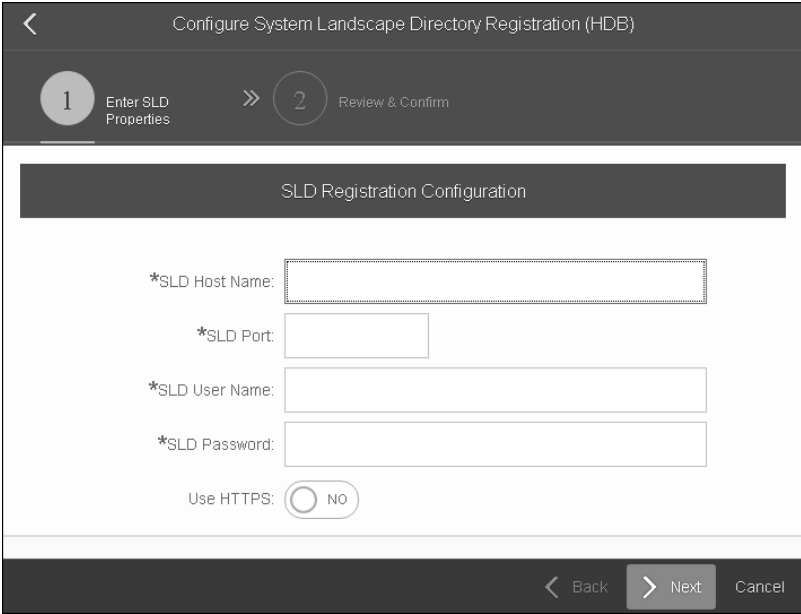 Configure System Landscape Directory Registration (HDB)
1 Enter SLD
Properties
2 Review & Confirm
SLD Registration Configuration
*SLD Host Name:
*SLD Port:
*SLD User Name:
*SLD Password:
Use HTTPS: NO
Back Next Cancel